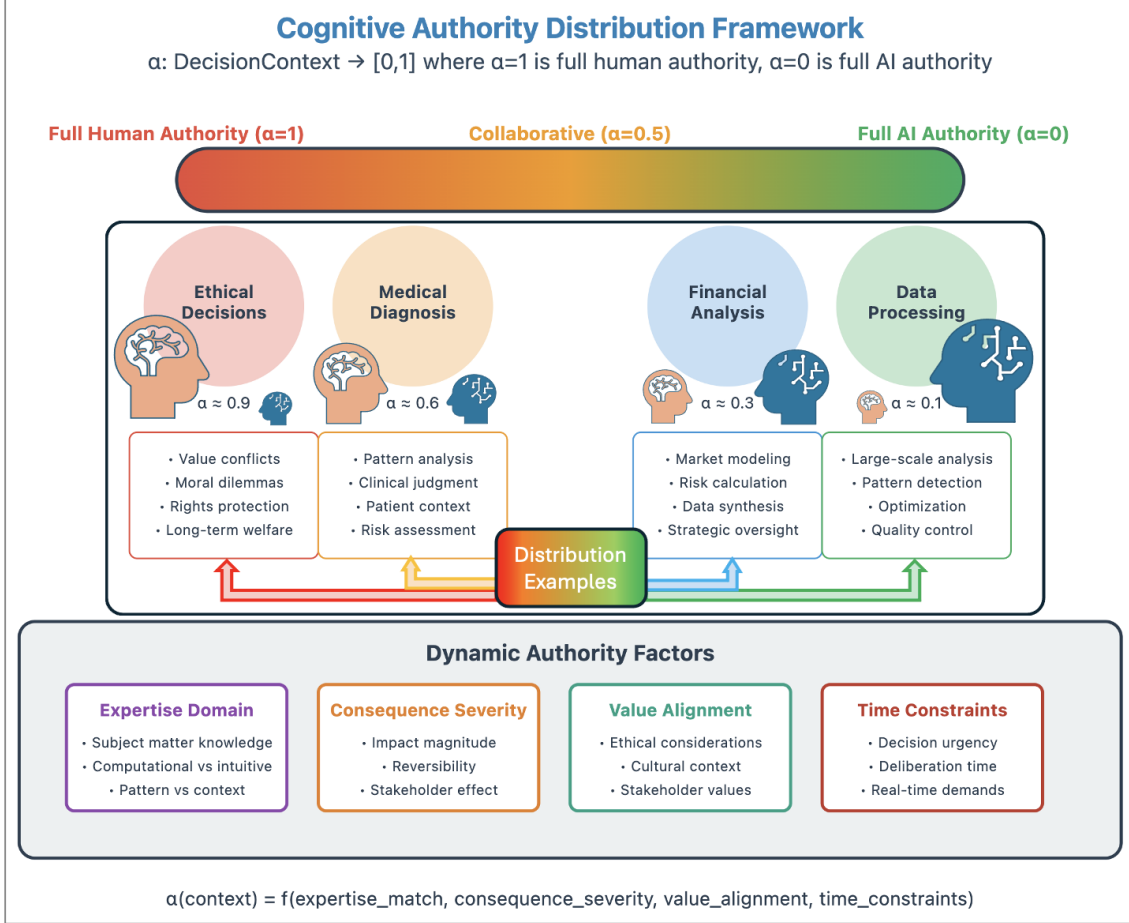 Cognitive Authority Distribution Framework
α: DecisionContext → [0,1] where α=1 is full human authority, α=0 is full AI authority
Full Human Authority (α=1)
Collaborative (α=0.5)
Full AI Authority (α=0)
Ethical
Decisions
α ≈ 0.9
• Value conflicts
• Moral dilemmas
• Rights protection
• Long-term welfare
Medical
Diagnosis
α ≈ 0.6
• Pattern analysis
• Clinical judgment
• Patient context
• Risk assessment
Financial
Analysis
α ≈ 0.3
• Market modeling
• Risk calculation
• Data synthesis
• Strategic oversight
Data
Processing
α ≈ 0.1
• Large-scale analysis
• Pattern detection
• Optimization
• Quality control
Distribution
Examples
Dynamic Authority Factors
Expertise Domain
• Subject matter knowledge
• Computational vs intuitive
• Pattern vs context
Consequence Severity
• Impact magnitude
• Reversibility
• Stakeholder effect
Value Alignment
• Ethical considerations
• Cultural context
• Stakeholder values
Time Constraints
• Decision urgency
• Deliberation time
• Real-time demands
α(context) = f(expertise_match, consequence_severity, value_alignment, time_constraints)